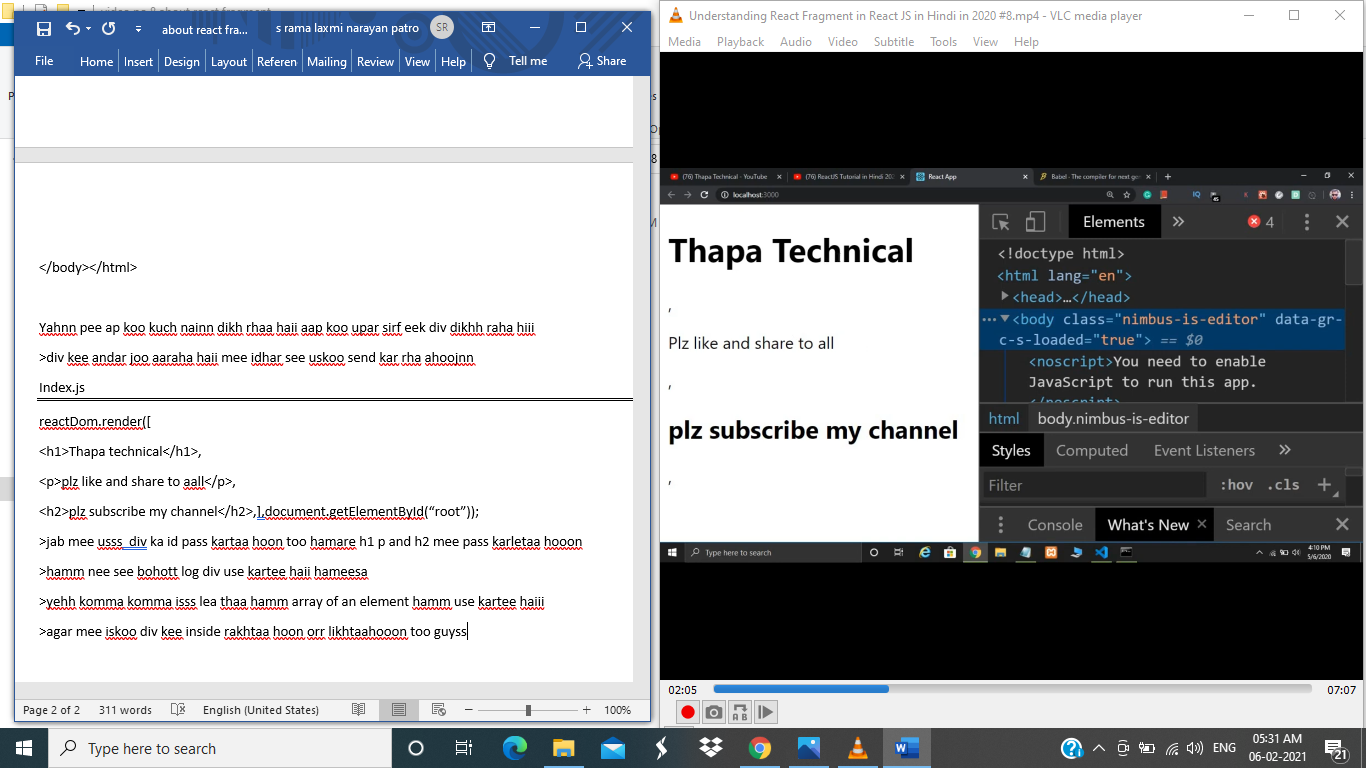 video no 8 about react fragment
about react fra...
s rama laxmi narayan patro
SR
File Home Insert Design Layout Referen Mailing Review View Help Tell me Share
</body></html>
Yahnn pee ap koo kuch nainn dikh rhaa haii aap koo upar sirf eek div dikhh raha hiii
>div kee andar joo aaraha haii mee idhar see uskoo send kar rha ahoojnn
Index.js
reactDom.render([
<h1>Thapa technical</h1>,
<p>plz like and share to aall</p>,
<h2>plz subscribe my channel</h2>,],document.getElementById(“root”));
>jab mee usss_div ka id pass kartaa hoon too hamare h1 p and h2 mee pass karletaa hooon
>hamm nee see bohott log div use kartee haii hameesa
>yehh komma komma isss lea thaa hamm array of an element hamm use kartee haiii
>agar mee iskoo div kee inside rakhtaa hoon orr likhtaahooon too guyss
Page 2 of 2 311 words English (United States) 100%
Understanding React Fragment in React JS in Hindi in 2020 #8.mp4 - VLC media player
Media Playback Audio Video Subtitle Tools View Help
(76) Thapa Technical - YouTube
(76) ReactJS Tutorial in Hindi 202
React App
Babel - The compiler for next ge
localhost:3000
Thapa Technical
,
Plz like and share to all
,
plz subscribe my channel
,
Elements » 4
<!doctype html>
<html lang="en">
<head>…</head>
<body class="nimbus-is-editor" data-gr-
c-s-loaded="true"> == $0
<noscript>You need to enable
JavaScript to run this app.
</noscript>
html body.nimbus-is-editor
Styles Computed Event Listeners »
Filter :hov .cls +
Console What's New Search
Type here to search
4:10 PM
5/6/2020
02:05
07:07
Type here to search
ENG
05:31 AM
06-02-2021
21